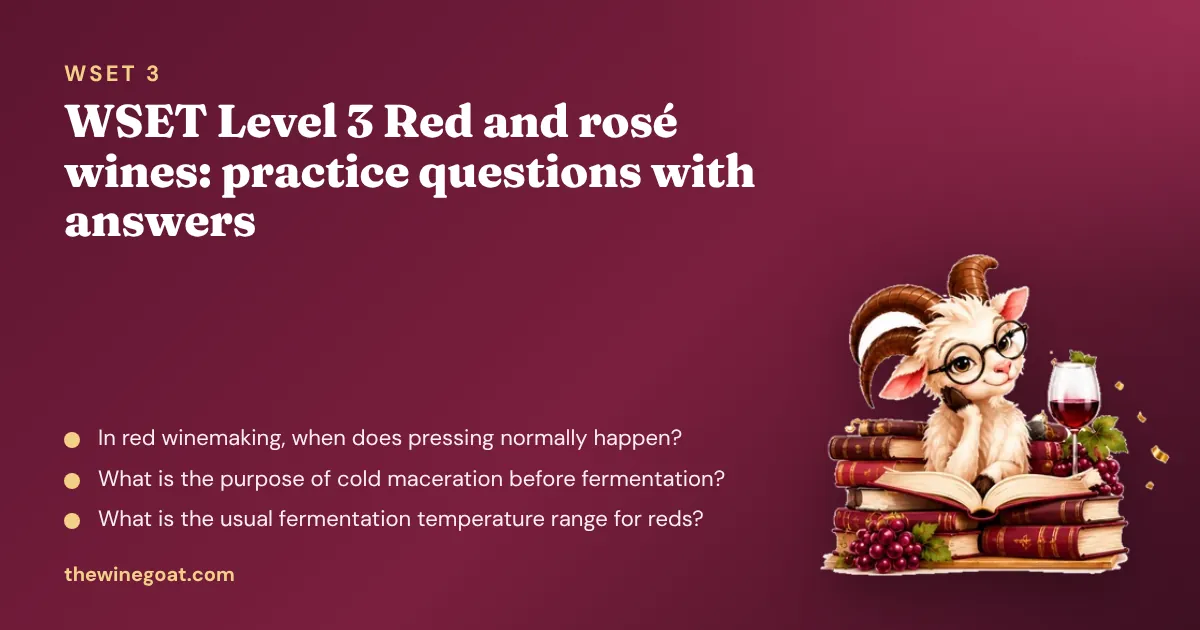 WSET 3
WSET Level 3 Red and rosé
wines: practice questions with
answers
In red winemaking, when does pressing normally happen?
What is the purpose of cold maceration before fermentation?
What is the usual fermentation temperature range for reds?
thewinegoat.com